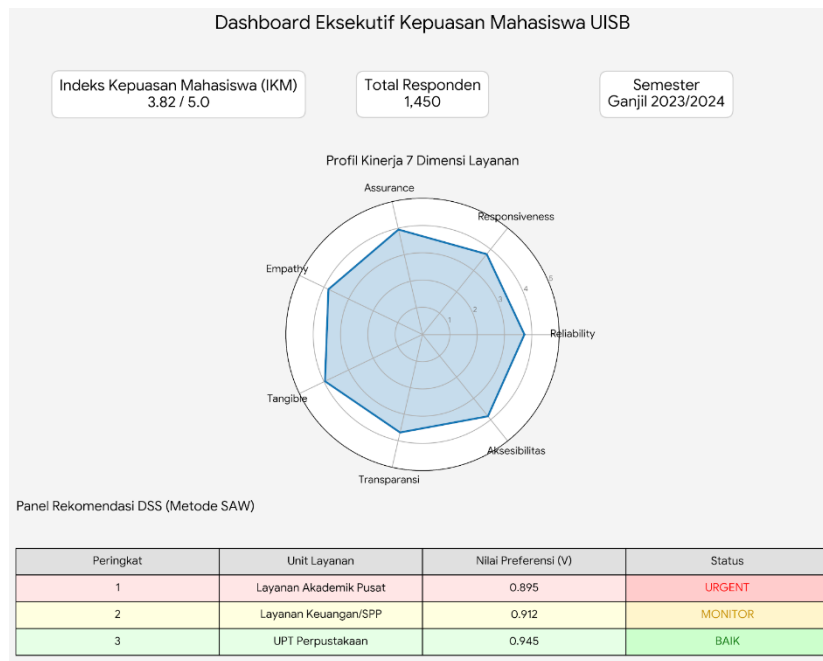 Dashboard Eksekutif Kepuasan Mahasiswa UISB
Indeks Kepuasan Mahasiswa (IKM)
3.82 / 5.0
Total Responden
1,450
Semester
Ganjil 2023/2024
Profil Kinerja 7 Dimensi Layanan
Assurance
Responsiveness
Empathy
5
4
3
2
1
Reliability
Tangible
Aksesibilitas
Transparansi
Panel Rekomendasi DSS (Metode SAW)
Peringkat Unit Layanan Nilai Preferensi (V) Status
1 Layanan Akademik Pusat 0.895 URGENT
2 Layanan Keuangan/SPP 0.912 MONITOR
3 UPT Perpustakaan 0.945 BAIK